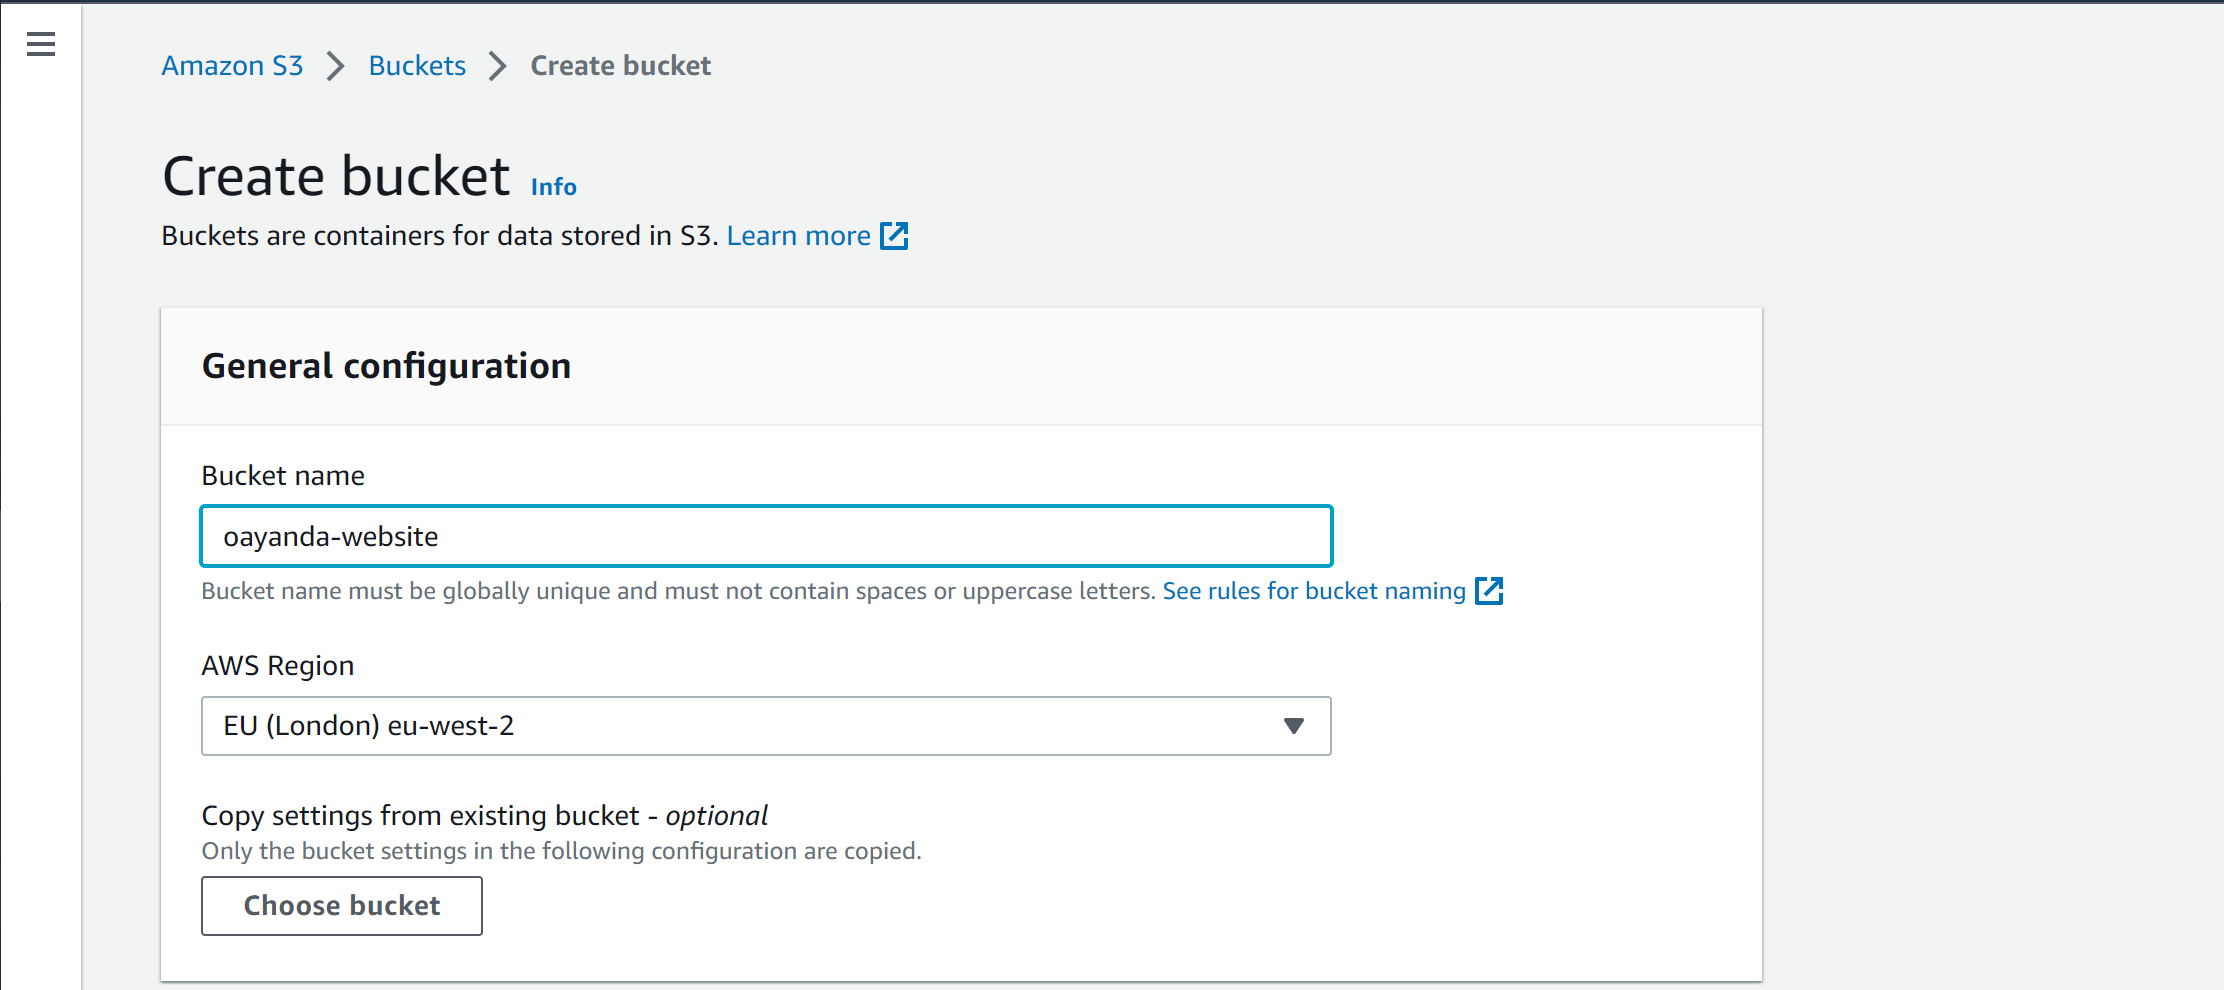 Amazon S3 > Buckets > Create bucket
Create bucket Info
Buckets are containers for data stored in S3. Learn more
General configuration
Bucket name
oayanda-website
Bucket name must be globally unique and must not contain spaces or uppercase letters. See rules for bucket naming
AWS Region
EU (London) eu-west-2
Copy settings from existing bucket - optional
Only the bucket settings in the following configuration are copied.
Choose bucket